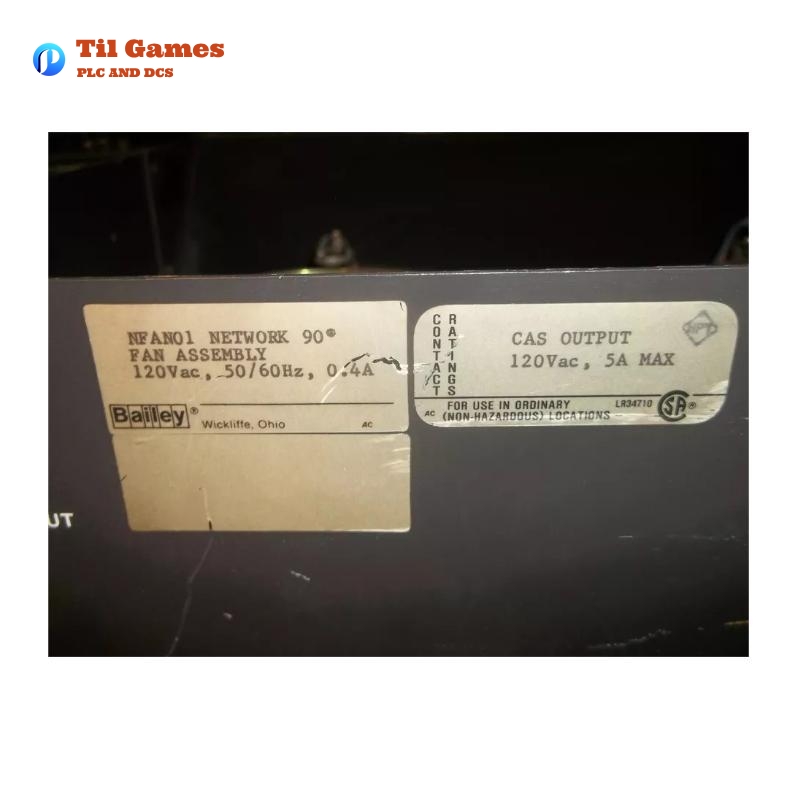 Til Games
PLC AND DCS
NFAN01 NETWORK 90®
FAN ASSEMBLY
120Vac, 50/60Hz, 0.4A
Bailey®
Wickliffe, Ohio
AC
CONTACT
RATINGS
CAS OUTPUT
120Vac, 5A MAX
AC
FOR USE IN ORDINARY
(NON-HAZARDOUS) LOCATIONS
LR34710
SA®
UT